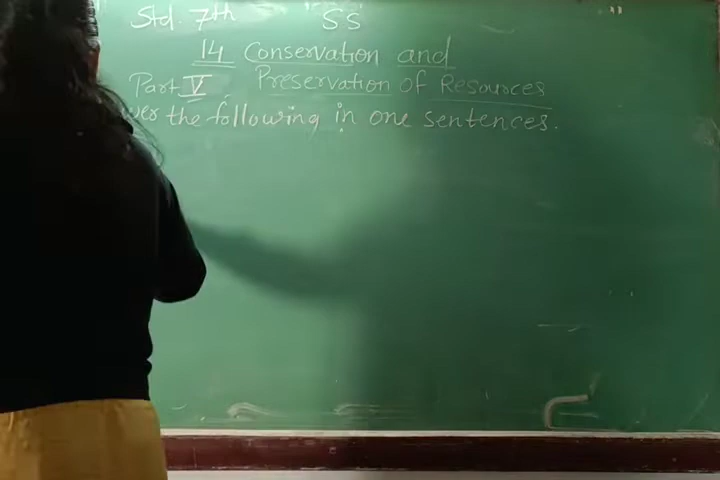 Std. 7th "SS"
14 Conservation and
Part V Preservation of Resources
the following in one sentences.